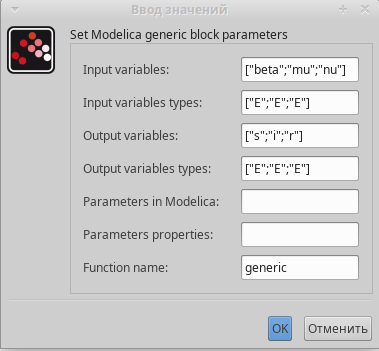 Ввод значений
Set Modelica generic block parameters
Input variables: ["beta";"mu";"nu"]
Input variables types: ["E";"E";"E"]
Output variables: ["s";"i";"r"]
Output variables types: ["E";"E";"E"]
Parameters in Modelica:
Parameters properties:
Function name: generic
OK Отменить